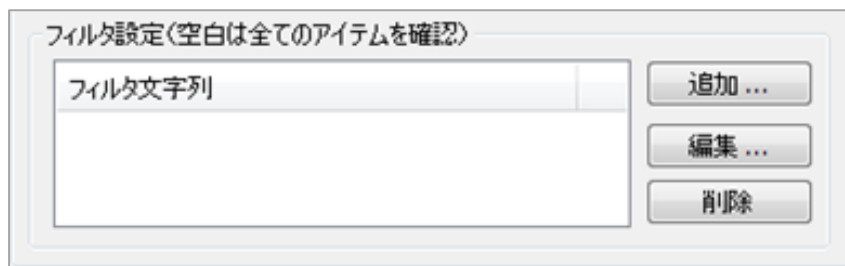 フィルタ設定(空白は全てのアイテムを確認)
フィルタ文字列
追加 ...
編集 ...
削除